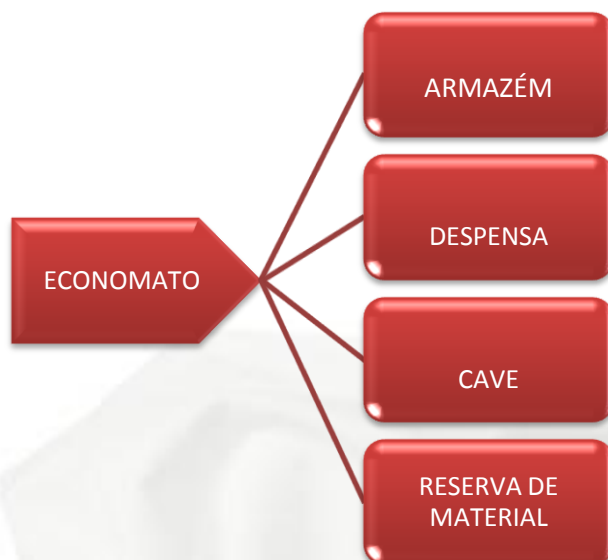 ECONOMATO
ARMAZÉM
DESPENSA
CAVE
RESERVA DE
MATERIAL